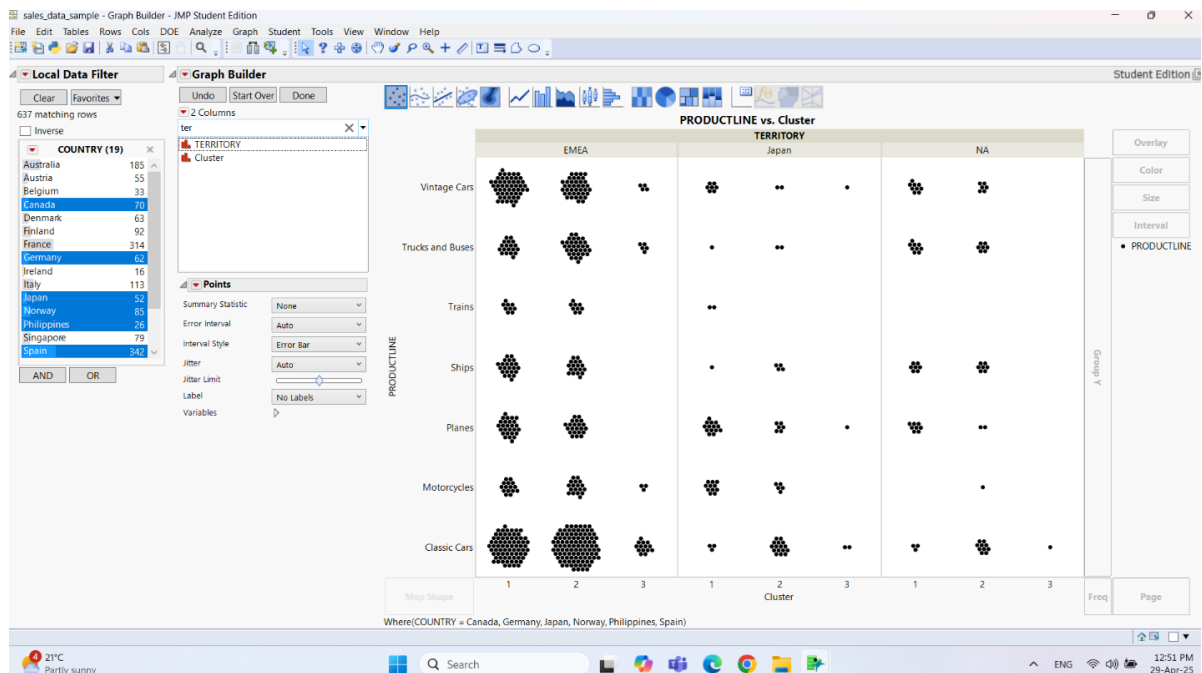 sales_data_sample - Graph Builder - JMP Student Edition
File Edit Tables Rows Cols DOE Analyze Graph Student Tools View Window Help
Local Data Filter
Clear Favorites
637 matching rows
Inverse
COUNTRY (19)
Australia 185
Austria 55
Belgium 33
Canada 70
Denmark 63
Finland 92
France 314
Germany 62
Ireland 16
Italy 113
Japan 52
Norway 85
Philippines 26
Singapore 79
Spain 342
AND OR
Graph Builder
Undo Start Over Done
2 Columns
ter
TERRITORY
Cluster
Points
Summary Statistic None
Error Interval Auto
Interval Style Error Bar
Jitter Auto
Jitter Limit
Label No Labels
Variables
Student Edition
PRODUCTLINE vs. Cluster
TERRITORY
EMEA Japan NA
PRODUCTLINE
Vintage Cars
Trucks and Buses
Trains
Ships
Planes
Motorcycles
Classic Cars
1 2 3 1 2 3 1 2 3
Cluster
Map Shape
Group Y
Freq
Page
Overlay
Color
Size
Interval
PRODUCTLINE
Where(COUNTRY = Canada, Germany, Japan, Norway, Philippines, Spain)
4
21°C
Partly sunny
Search
ENG
12:51 PM
29-Apr-25